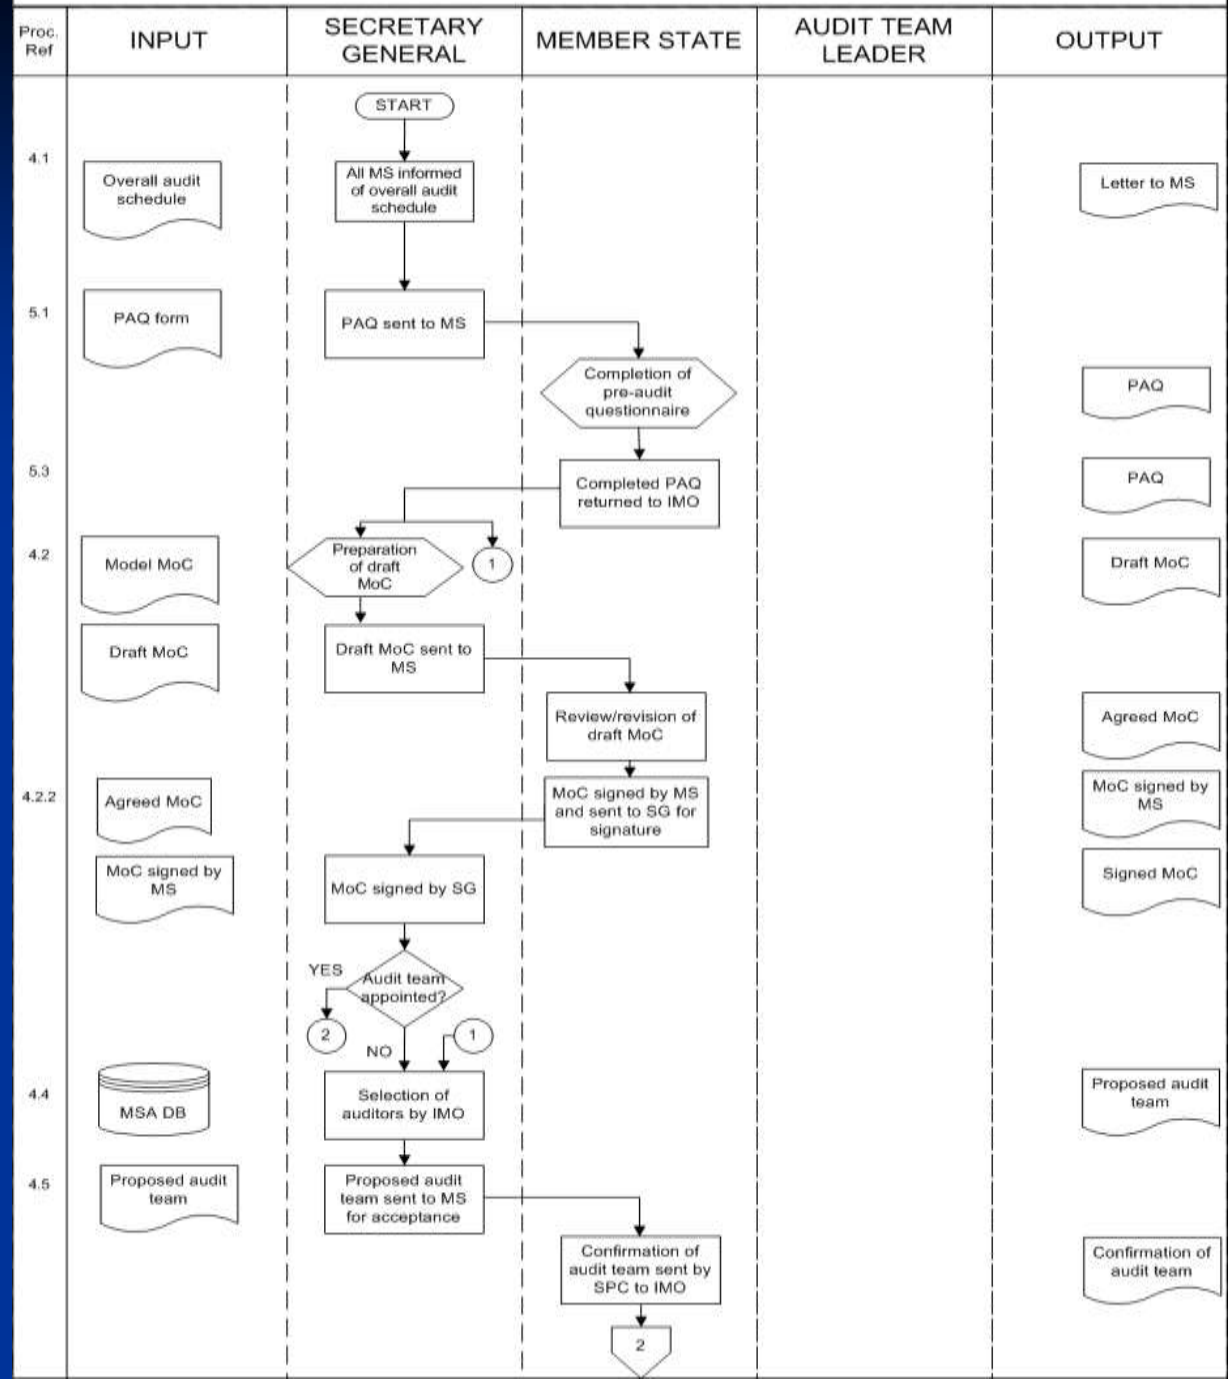 Proc.
Ref
INPUT
SECRETARY
GENERAL
MEMBER STATE
AUDIT TEAM
LEADER
OUTPUT
START
4.1
Overall audit
schedule
All MS informed
of overall audit
schedule
Letter to MS
5.1
PAQ form
PAQ sent to MS
Completion of
pre-audit
questionnaire
PAQ
5.3
Completed PAQ
returned to IMO
PAQ
4.2
Model MoC
Preparation
of draft
MoC
1
Draft MoC
Draft MoC
Draft MoC sent to
MS
Review/revision of
draft MoC
Agreed MoC
4.2.2
Agreed MoC
MoC signed by MS
and sent to SG for
signature
MoC signed by
MS
MoC signed by
MS
MoC signed by SG
Signed MoC
YES
Audit team
appointed?
2
NO
1
4.4
MSA DB
Selection of
auditors by IMO
Proposed audit
team
4.5
Proposed audit
team
Proposed audit
team sent to MS
for acceptance
Confirmation of
audit team sent by
SPC to IMO
Confirmation of
audit team
2